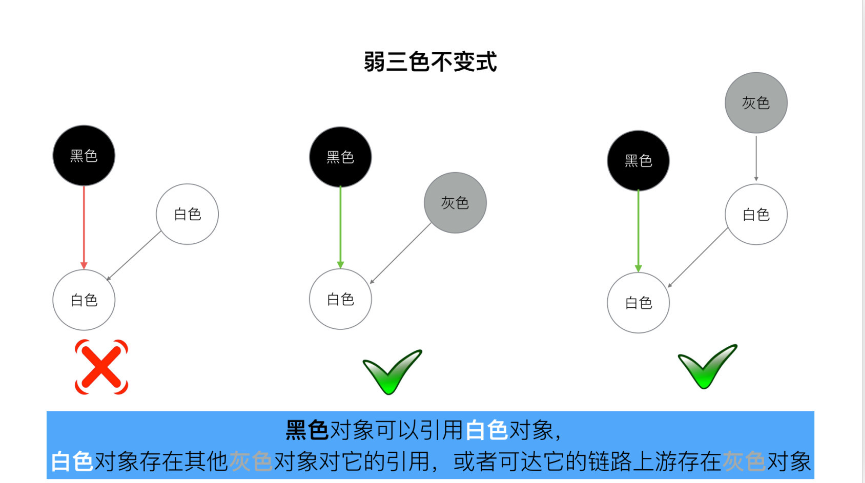 弱三色不变式
灰色
黑色
黑色
黑色
灰色
白色
白色
白色
白色
白色
黑色对象可以引用白色对象，
白色对象存在其他灰色对象对它的引用，或者可达它的链路上游存在灰色对象